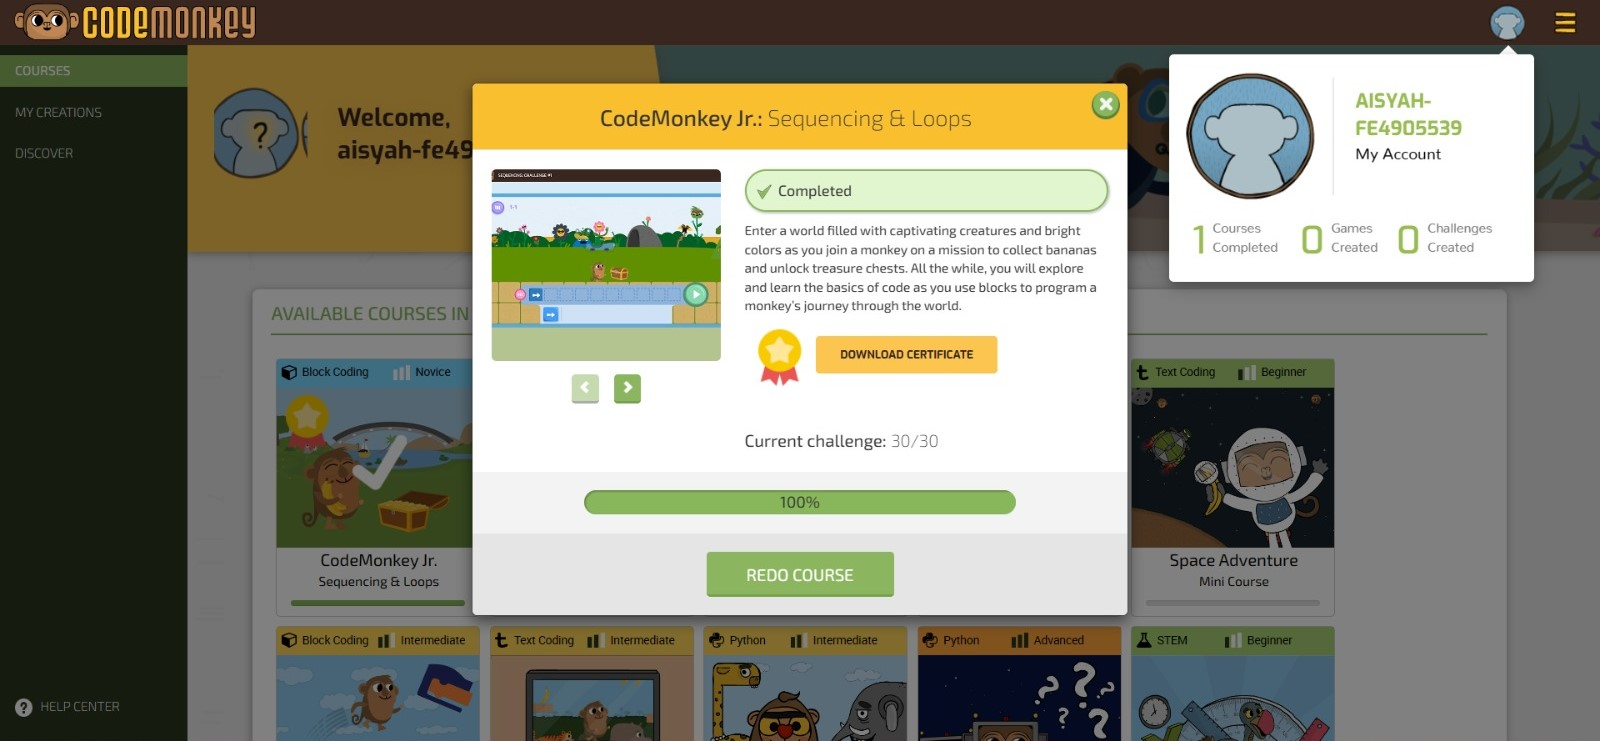 CODEMONKEY
COURSES
MY CREATIONS
DISCOVER
HELP CENTER
Welcome,
aisyah-fe49
AISYAH-
FE4905539
My Account
1 Courses Completed
0 Games Created
0 Challenges Created
CodeMonkey Jr.: Sequencing & Loops
SEQUENCING CHALLENGE #1
1-1
Completed
Enter a world filled with captivating creatures and bright
colors as you join a monkey on a mission to collect bananas
and unlock treasure chests. All the while, you will explore
and learn the basics of code as you use blocks to program a
monkey's journey through the world.
DOWNLOAD CERTIFICATE
Current challenge: 30/30
100%
REDO COURSE
AVAILABLE COURSES IN
Block Coding Novice
CodeMonkey Jr.
Sequencing & Loops
Text Coding Beginner
Space Adventure
Mini Course
Block Coding Intermediate
Text Coding Intermediate
Python Intermediate
Python Advanced
STEM Beginner